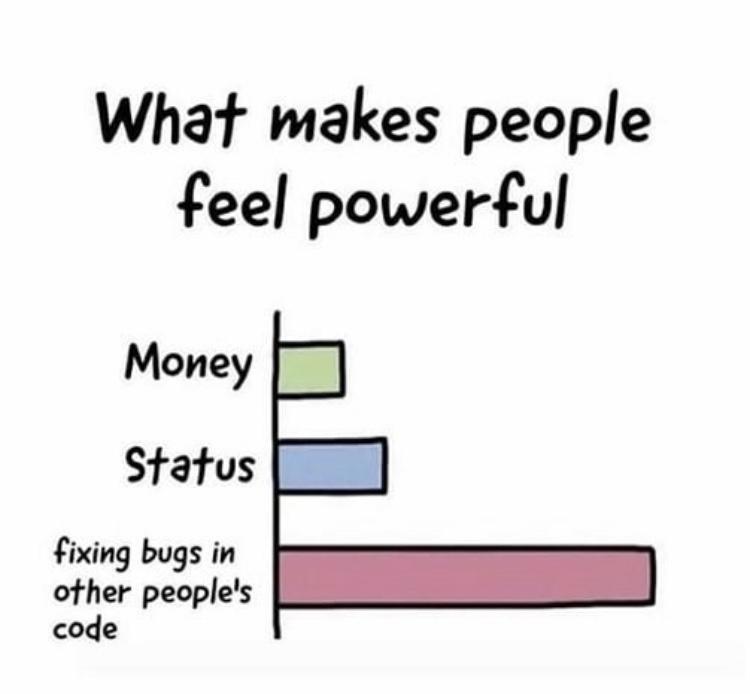 What makes people
feel powerful
Money
Status
fixing bugs in
other people's
code